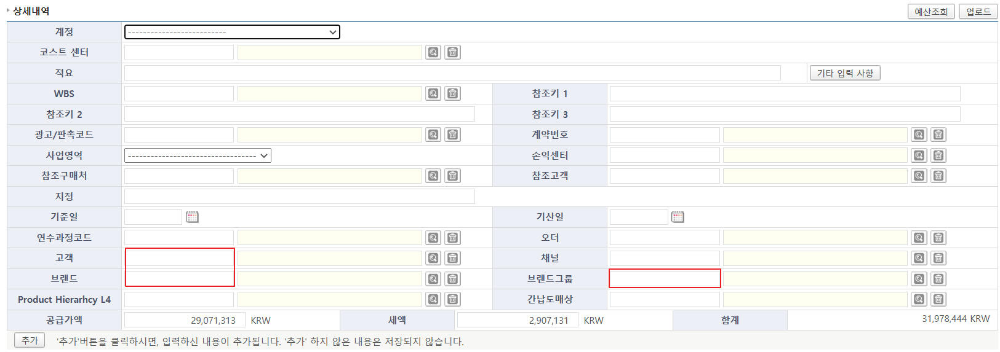 상세내역 예산조회 업로드
계정 --------------------------
코스트 센터
적요 기타 입력 사항
WBS 참조키 1
참조키 2 참조키 3
광고/판촉코드 계약번호
사업영역 ---------------------------------- 손익센터
참조구매처 참조고객
지정
기준일 기산일
연수과정코드 오더
고객 채널
브랜드 브랜드그룹
Product Hierarhcy L4 간납도매상
공급가액 29,071,313 KRW 세액 2,907,131 KRW 합계 31,978,444 KRW
추가 '추가'버튼을 클릭하시면, 입력하신 내용이 추가됩니다. '추가' 하지 않은 내용은 저장되지 않습니다.